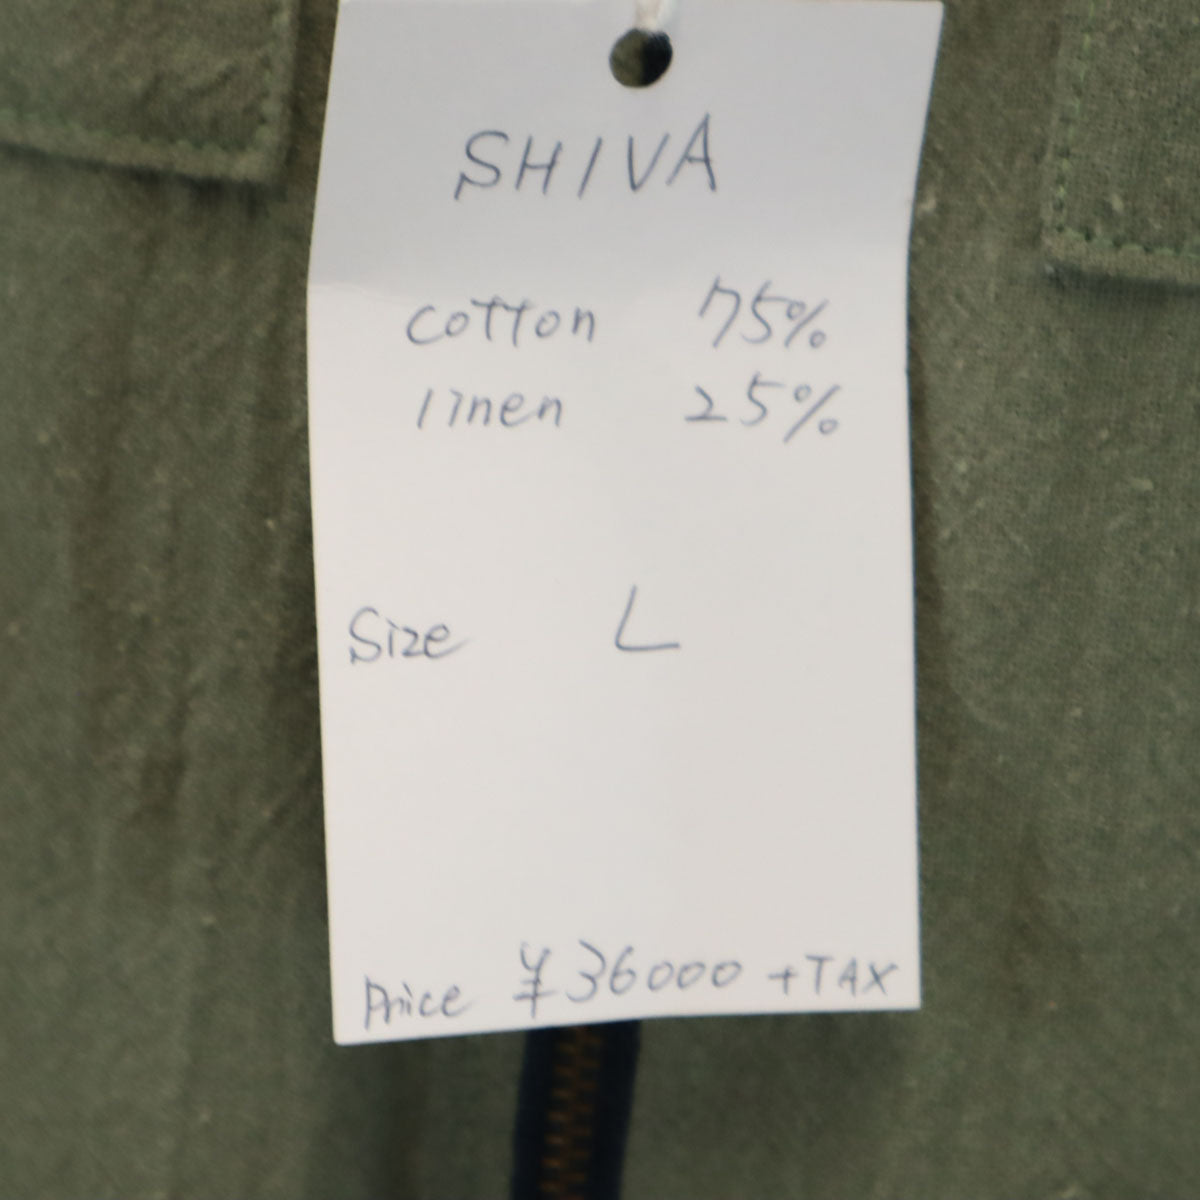 SHIVA
cotton 75%
linen 25%
Size L
Price ¥36000 +TAX